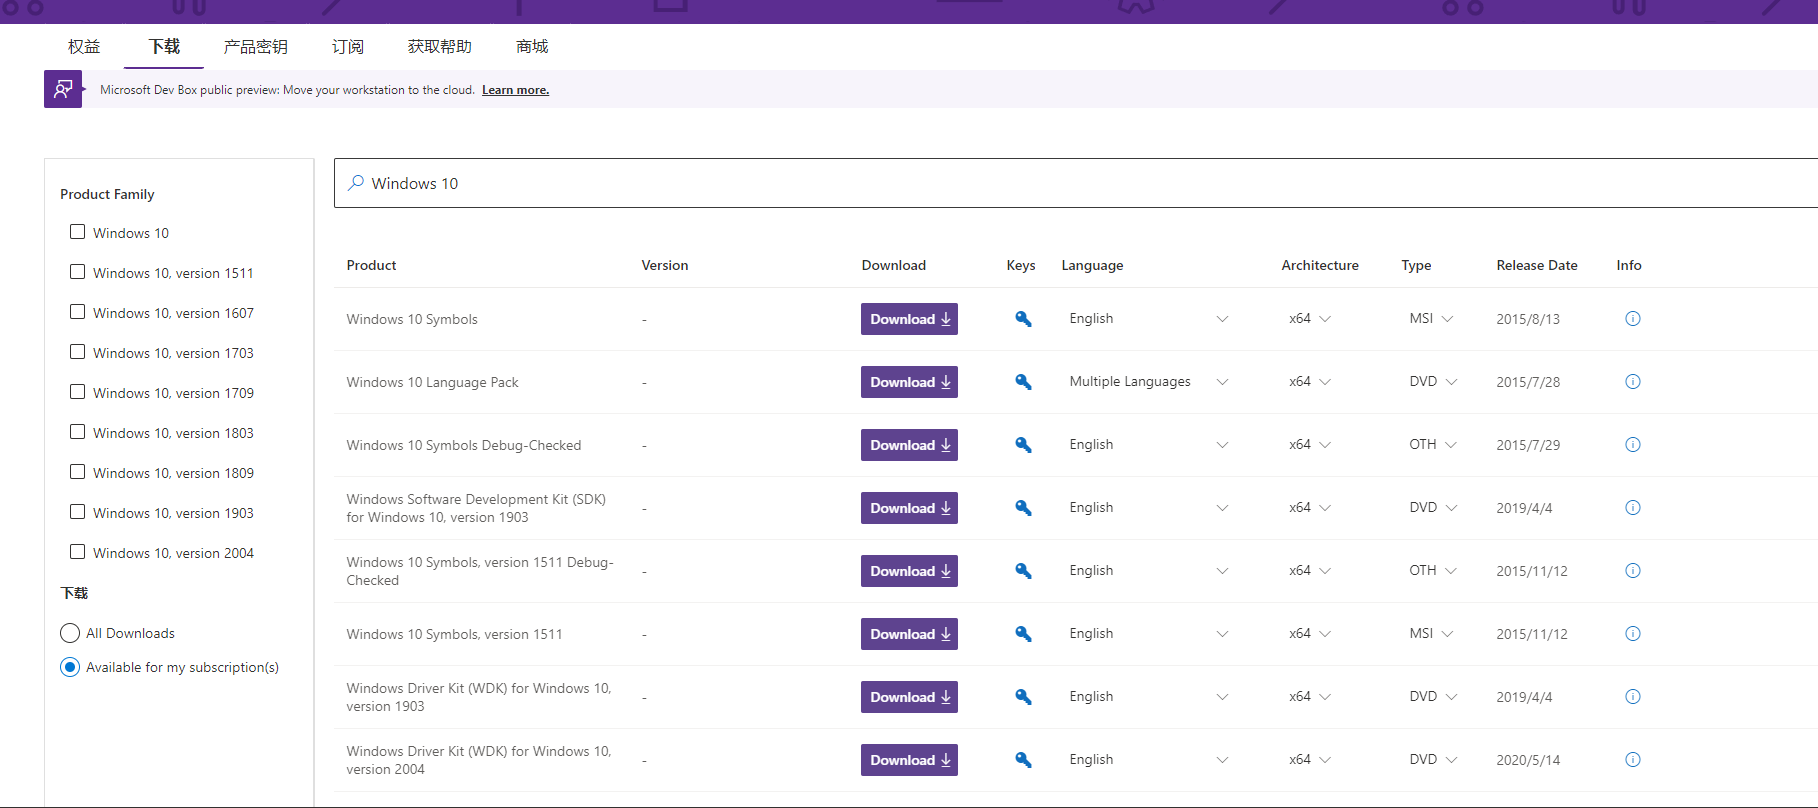 权益 下载 产品密钥 订阅 获取帮助 商城
Microsoft Dev Box public preview: Move your workstation to the cloud. Learn more.
Product Family
Windows 10
Windows 10, version 1511
Windows 10, version 1607
Windows 10, version 1703
Windows 10, version 1709
Windows 10, version 1803
Windows 10, version 1809
Windows 10, version 1903
Windows 10, version 2004
下载
All Downloads
Available for my subscription(s)
Windows 10
Product Version Download Keys Language Architecture Type Release Date Info
Windows 10 Symbols - Download English x64 MSI 2015/8/13
Windows 10 Language Pack - Download Multiple Languages x64 DVD 2015/7/28
Windows 10 Symbols Debug-Checked - Download English x64 OTH 2015/7/29
Windows Software Development Kit (SDK)
for Windows 10, version 1903 - Download English x64 DVD 2019/4/4
Windows 10 Symbols, version 1511 Debug-
Checked - Download English x64 OTH 2015/11/12
Windows 10 Symbols, version 1511 - Download English x64 MSI 2015/11/12
Windows Driver Kit (WDK) for Windows 10,
version 1903 - Download English x64 DVD 2019/4/4
Windows Driver Kit (WDK) for Windows 10,
version 2004 - Download English x64 DVD 2020/5/14